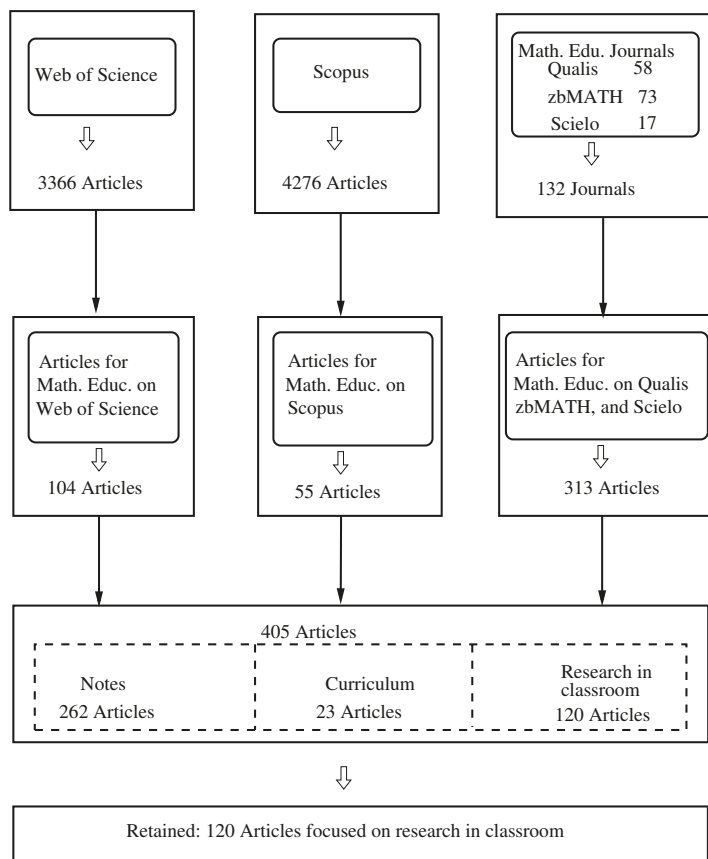 Web of Science
3366 Articles
Scopus
4276 Articles
Math. Edu. Journals
Qualis 58
zbMATH 73
Scielo 17
132 Journals
Articles for
Math. Educ. on
Web of Science
104 Articles
Articles for
Math. Educ. on
Scopus
55 Articles
Articles for
Math. Educ. on Qualis
zbMATH, and Scielo
313 Articles
405 Articles
Notes
262 Articles
Curriculum
23 Articles
Research in
classroom
120 Articles
Retained: 120 Articles focused on research in classroom